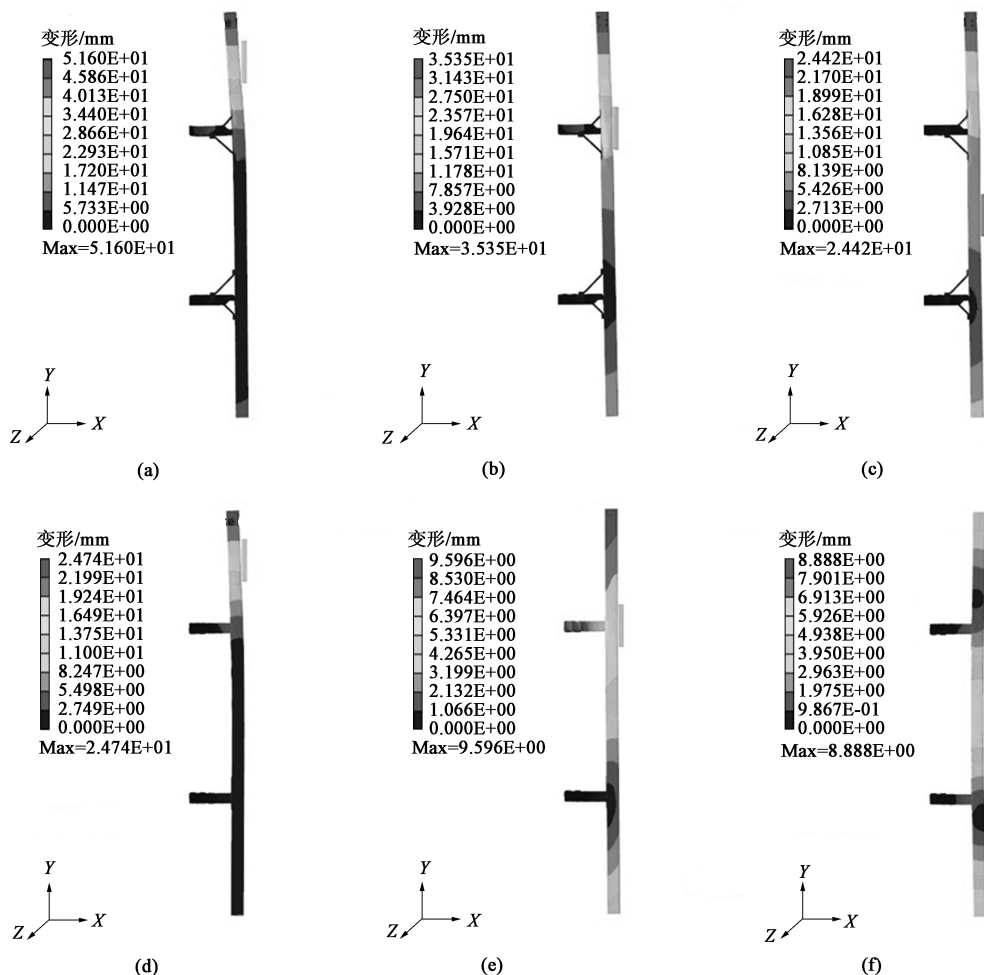 变形/mm
5.160E+01
4.586E+01
4.013E+01
3.440E+01
2.866E+01
2.293E+01
1.720E+01
1.147E+01
5.733E+00
0.000E+00
Max=5.160E+01
Y
X
Z
(a)
变形/mm
3.535E+01
3.143E+01
2.750E+01
2.357E+01
1.964E+01
1.571E+01
1.178E+01
7.857E+00
3.928E+00
0.000E+00
Max=3.535E+01
Y
X
Z
(b)
变形/mm
2.442E+01
2.170E+01
1.899E+01
1.628E+01
1.356E+01
1.085E+01
8.139E+00
5.426E+00
2.713E+00
0.000E+00
Max=2.442E+01
Y
X
Z
(c)
变形/mm
2.474E+01
2.199E+01
1.924E+01
1.649E+01
1.375E+01
1.100E+01
8.247E+00
5.498E+00
2.749E+00
0.000E+00
Max=2.474E+01
Y
X
Z
(d)
变形/mm
9.596E+00
8.530E+00
7.464E+00
6.397E+00
5.331E+00
4.265E+00
3.199E+00
2.132E+00
1.066E+00
0.000E+00
Max=9.596E+00
Y
X
Z
(e)
变形/mm
8.888E+00
7.901E+00
6.913E+00
5.926E+00
4.938E+00
3.950E+00
2.963E+00
1.975E+00
9.867E-01
0.000E+00
Max=8.888E+00
Y
X
Z
(f)